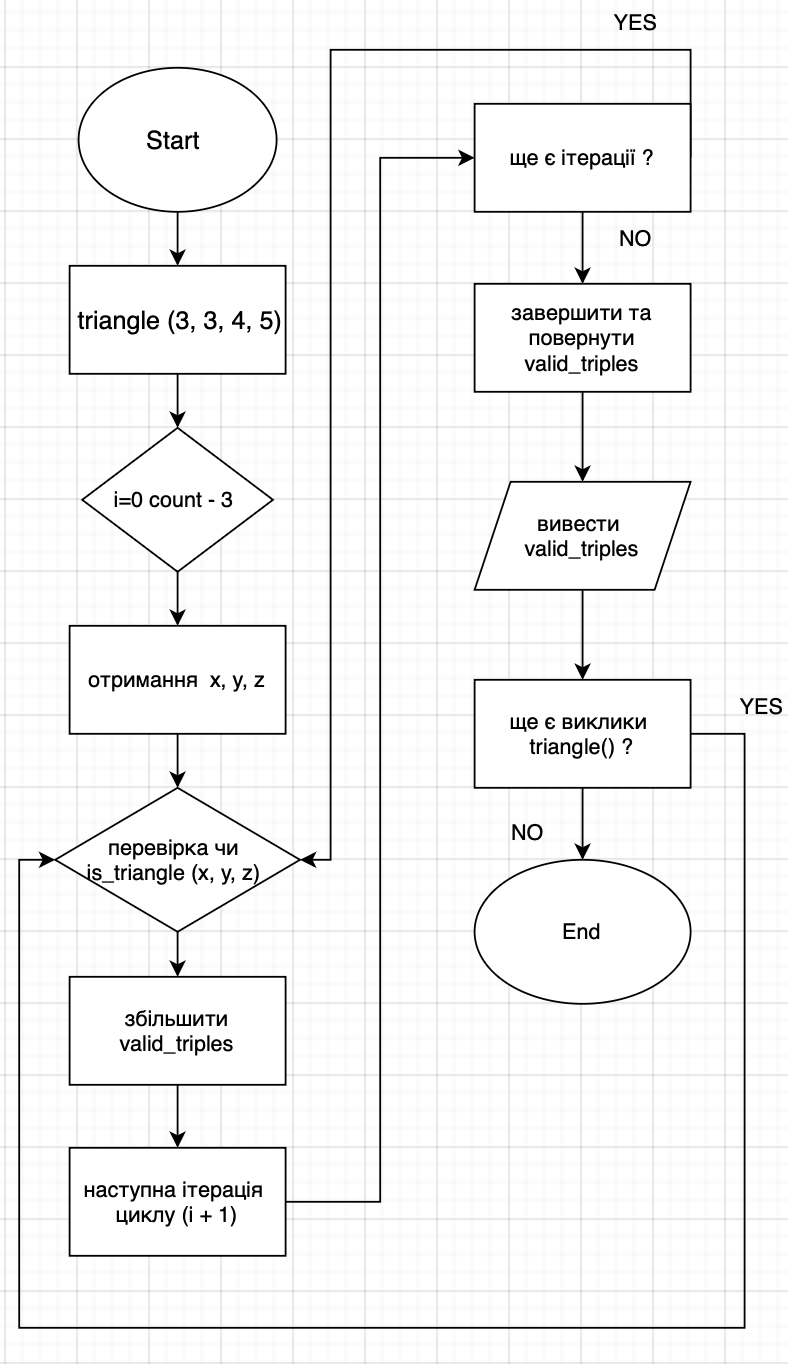 Start
triangle (3, 3, 4, 5)
i=0 count - 3
отримання x, y, z
перевірка чи
is_triangle (x, y, z)
збільшити
valid_triples
наступна ітерація
циклу (i + 1)
YES
ще є ітерації ?
NO
завершити та
повернути
valid_triples
вивести
valid_triples
ще є виклики
triangle() ?
YES
NO
End